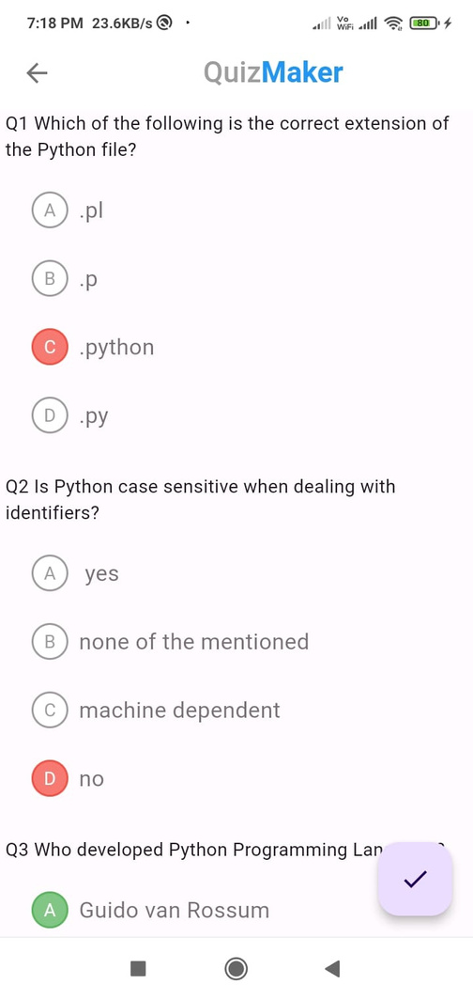 7:18 PM 23.6KB/s
Vo
WiFi
80
QuizMaker
Q1 Which of the following is the correct extension of
the Python file?
A .pl
B .p
C .python
D .py
Q2 Is Python case sensitive when dealing with
identifiers?
A yes
B none of the mentioned
C machine dependent
D no
Q3 Who developed Python Programming Lan
A Guido van Rossum